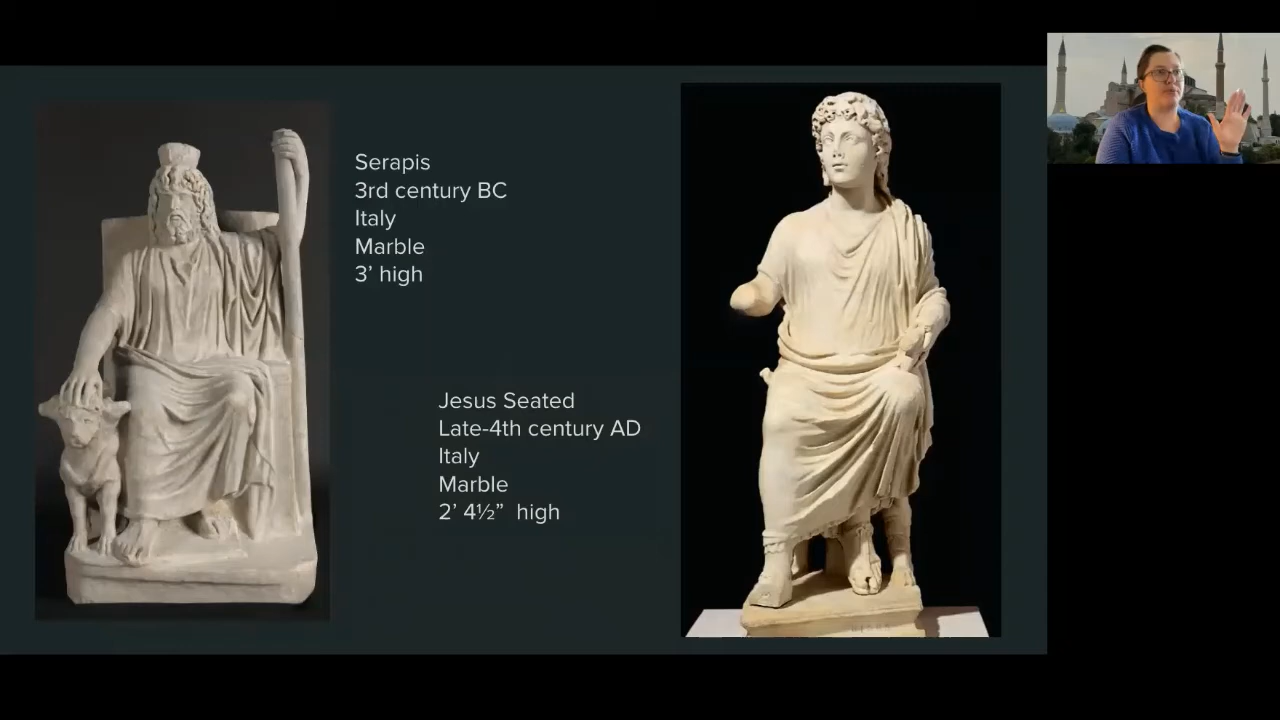 Serapis
3rd century BC
Italy
Marble
3’ high
Jesus Seated
Late-4th century AD
Italy
Marble
2’ 4½” high